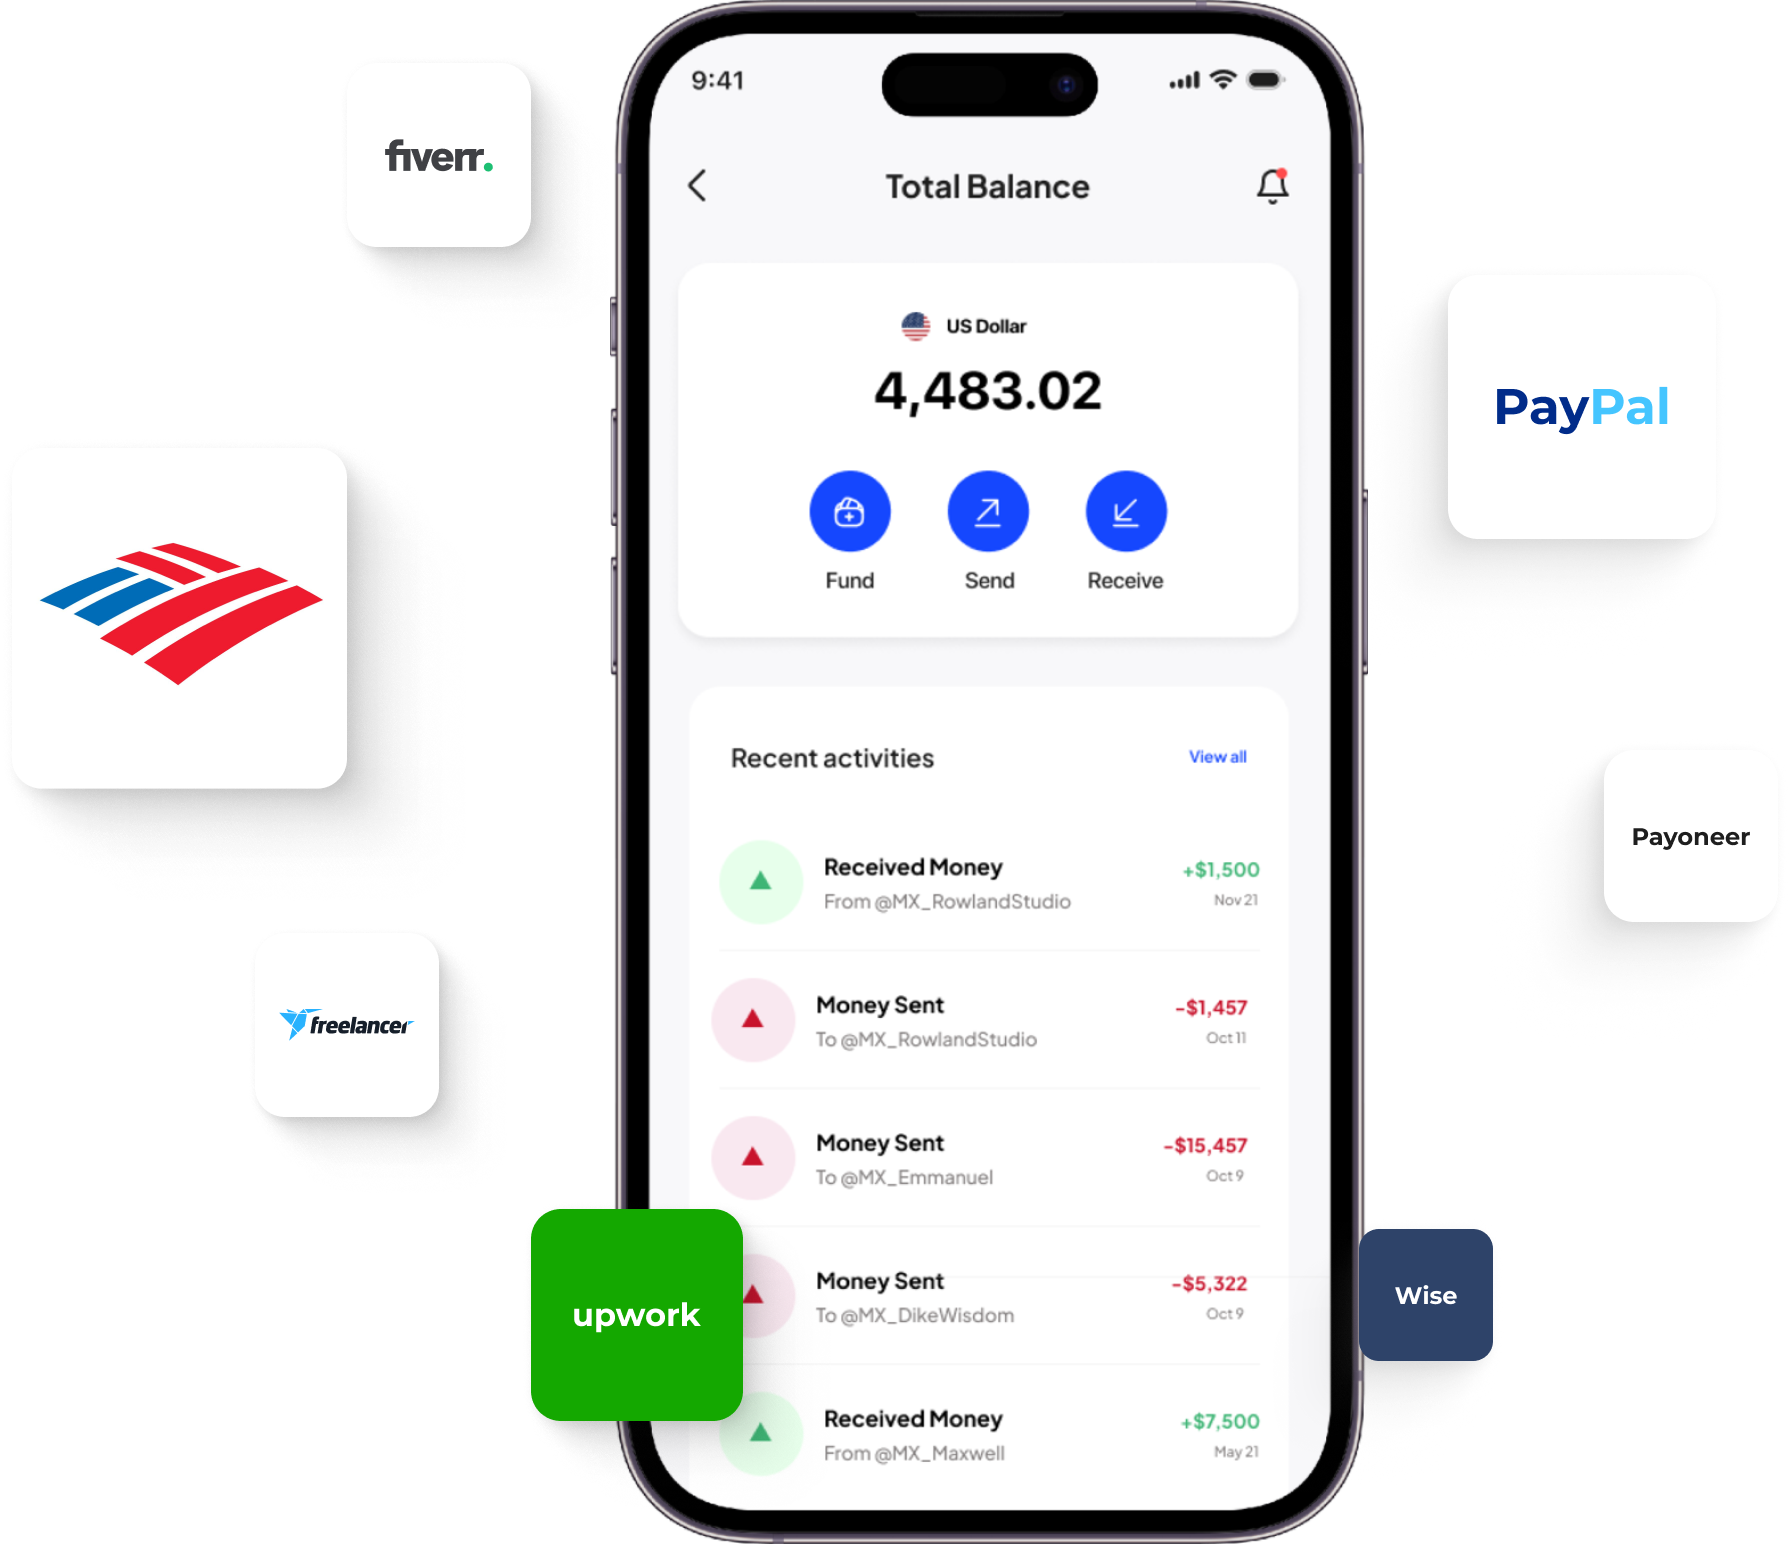 9:41
fiverr.
Total Balance
US Dollar
4,483.02
PayPal
Fund
Send
Receive
Recent activities
View all
Payoneer
Received Money
+$1,500
From @MX_RowlandStudio
Nov 21
Money Sent
-$1,457
To @MX_RowlandStudio
Oct 11
freelancer
Money Sent
-$15,457
To @MX_Emmanuel
Oct 9
Money Sent
-$5,322
To @MX_DikeWisdom
Oct 9
upwork
Wise
Received Money
+$7,500
From @MX_Maxwell
May 21